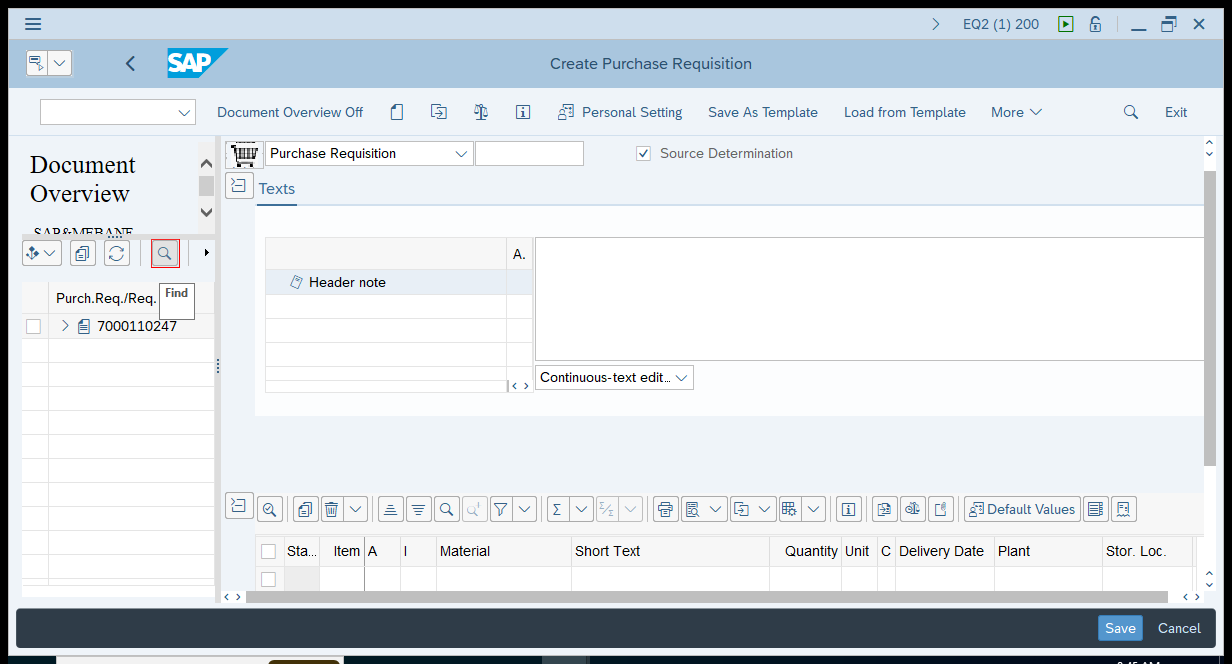 EQ2 (1) 200
SAP
Create Purchase Requisition
Document Overview Off
Personal Setting
Save As Template
Load from Template
More
Exit
Document
Overview
SAP&MEBANE
Purch.Req./Req.
Find
7000110247
Purchase Requisition
Source Determination
Texts
A.
Header note
Continuous-text edit...
Default Values
Sta... Item A I Material Short Text Quantity Unit C Delivery Date Plant Stor. Loc.
Save Cancel